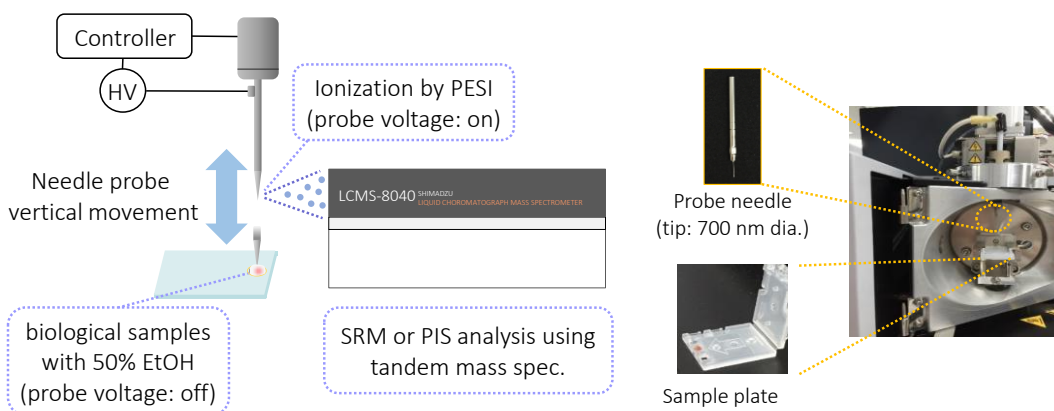 Controller
HV
Ionization by PESI
(probe voltage: on)
Needle probe
vertical movement
LCMS-8040 SHIMADZU
LIQUID CHOROMATOGRAPH MASS SPECTROMETER
biological samples
with 50% EtOH
(probe voltage: off)
SRM or PIS analysis using
tandem mass spec.
Probe needle
(tip: 700 nm dia.)
Sample plate